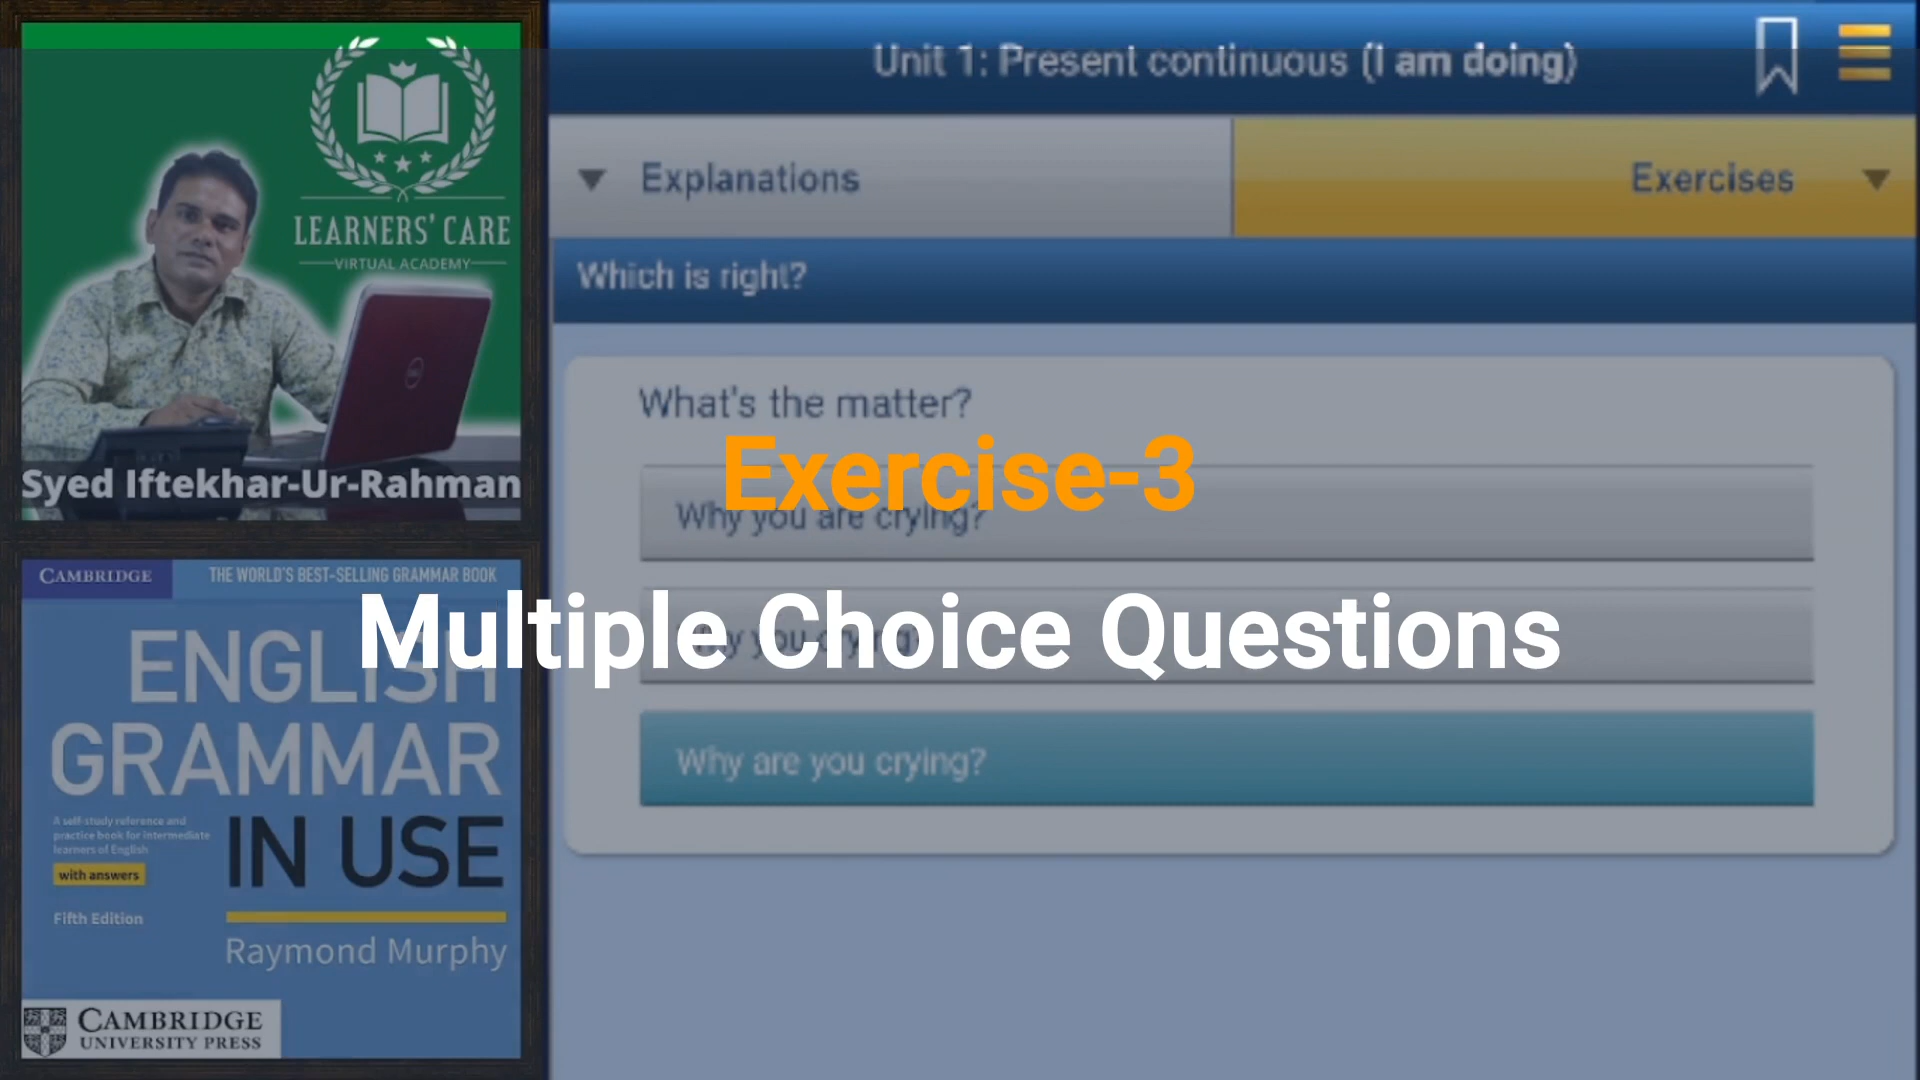 LEARNERS' CARE
VIRTUAL ACADEMY
Syed Iftekhar-Ur-Rahman
CAMBRIDGE
THE WORLD'S BEST-SELLING GRAMMAR BOOK
ENGLISH
GRAMMAR
IN USE
A self-study reference and
practice book for intermediate
learners of English
with answers
Fifth Edition
Raymond Murphy
CAMBRIDGE
UNIVERSITY PRESS
Unit 1: Present continuous (I am doing)
Explanations
Exercises
Which is right?
What's the matter?
Exercise-3
Why you are crying?
Multiple Choice Questions
Why you crying?
Why are you crying?